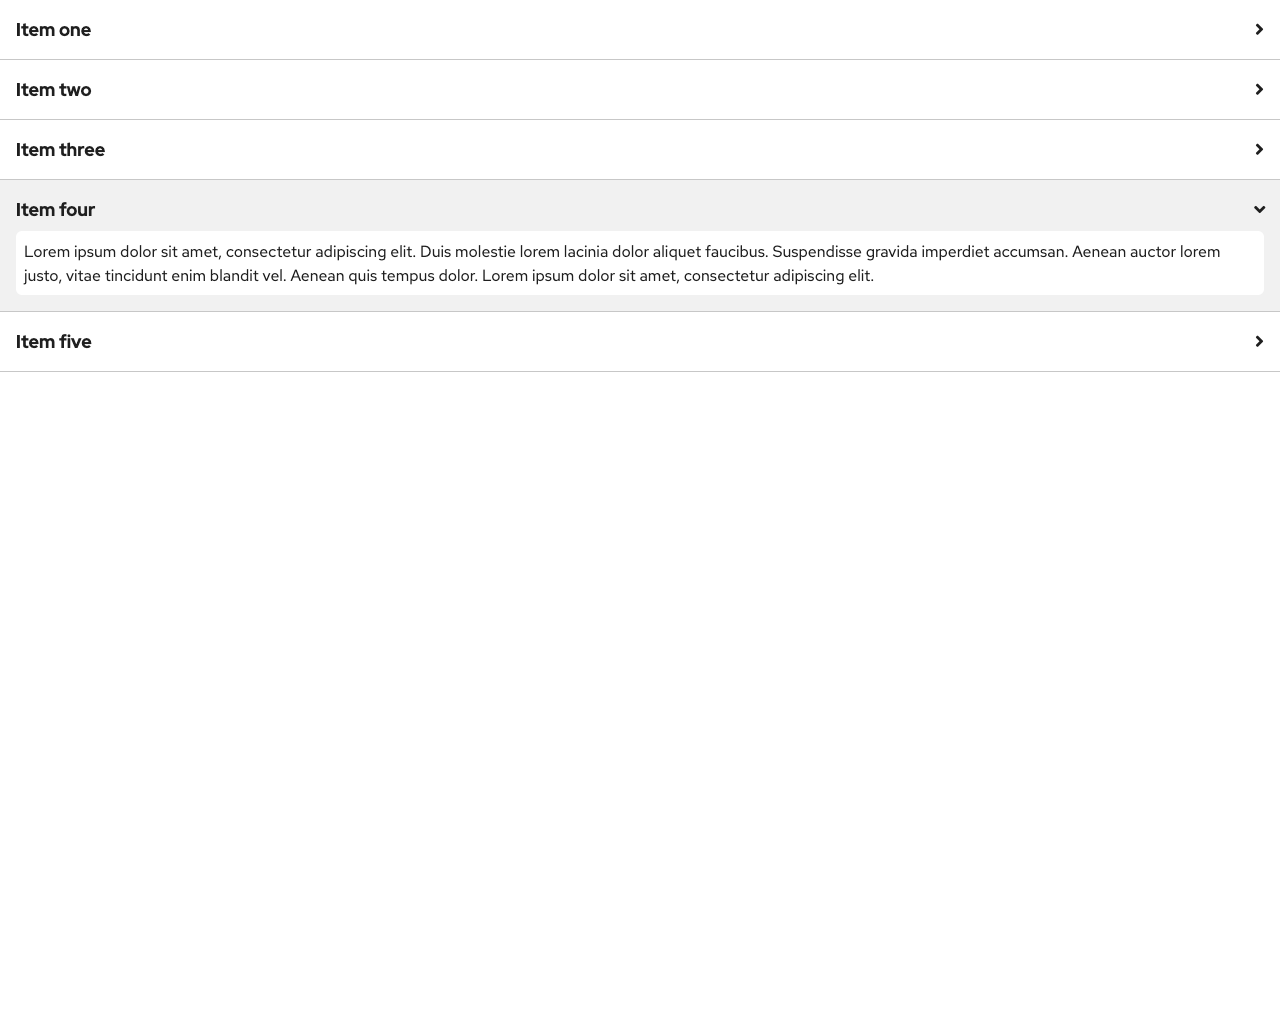 Item one
Item two
Item three
Item four
Lorem ipsum dolor sit amet, consectetur adipiscing elit. Duis molestie lorem lacinia dolor aliquet faucibus. Suspendisse gravida imperdiet accumsan. Aenean auctor lorem
justo, vitae tincidunt enim blandit vel. Aenean quis tempus dolor. Lorem ipsum dolor sit amet, consectetur adipiscing elit.
Item five